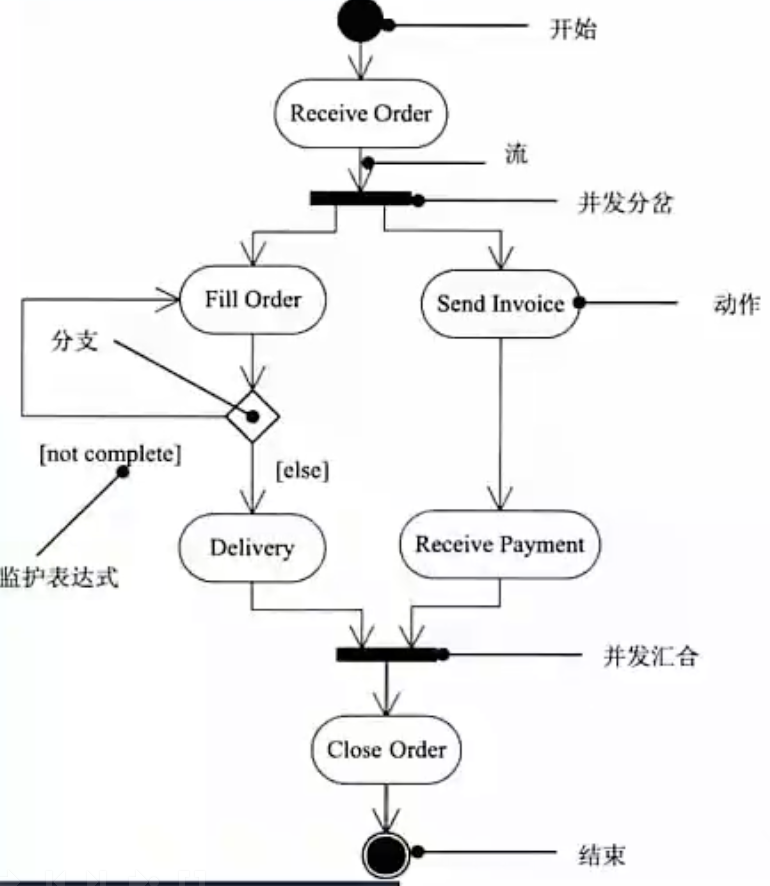 开始
Receive Order
流
并发分岔
Fill Order
Send Invoice
动作
分支
[not complete]
[else]
Delivery
Receive Payment
监护表达式
并发汇合
Close Order
结束